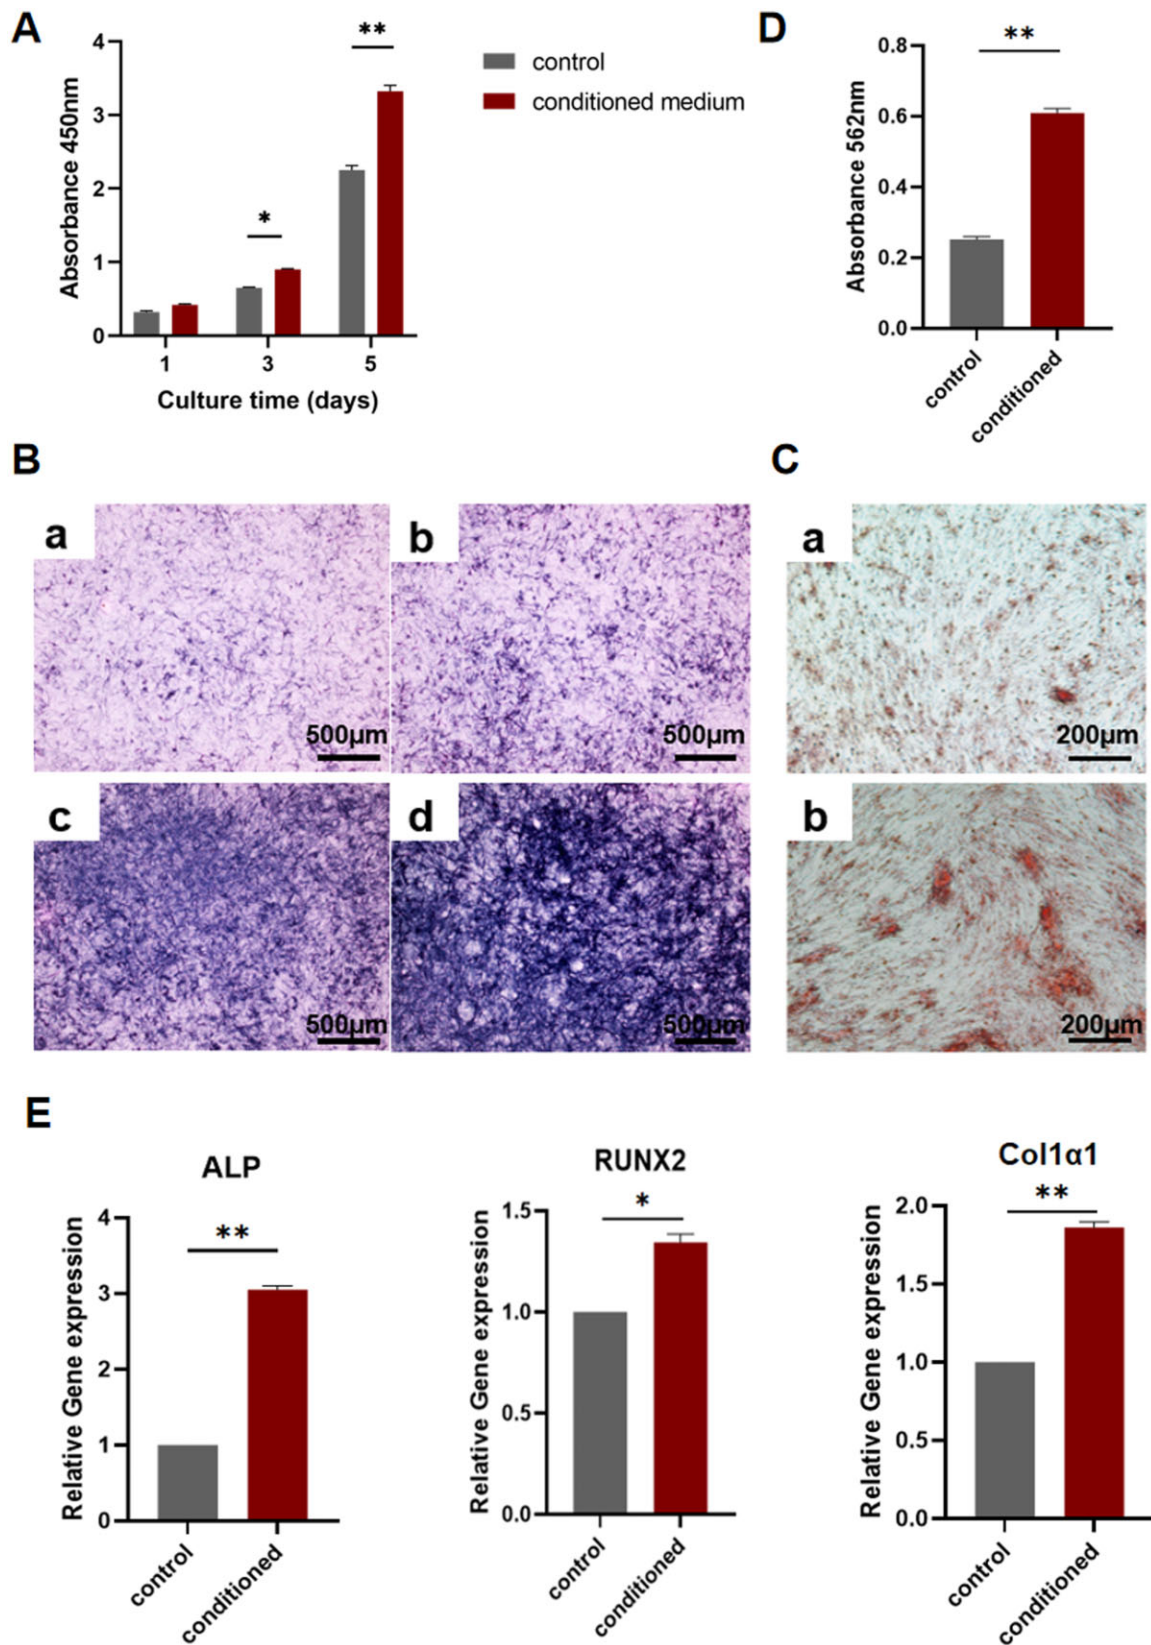 A
Absorbance 450nm
4
3
2
1
0
*
**
1
3
5
Culture time (days)
control
conditioned medium
D
Absorbance 562nm
0.8
0.6
0.4
0.2
0.0
**
control
conditioned
B
a
500μm
b
500μm
c
500μm
d
500μm
C
a
200μm
b
200μm
E
ALP
Relative Gene expression
4
3
2
1
0
**
control
conditioned
RUNX2
Relative Gene expression
1.5
1.0
0.5
0.0
*
control
conditioned
Col1α1
Relative Gene expression
2.0
1.5
1.0
0.5
0.0
**
control
conditioned